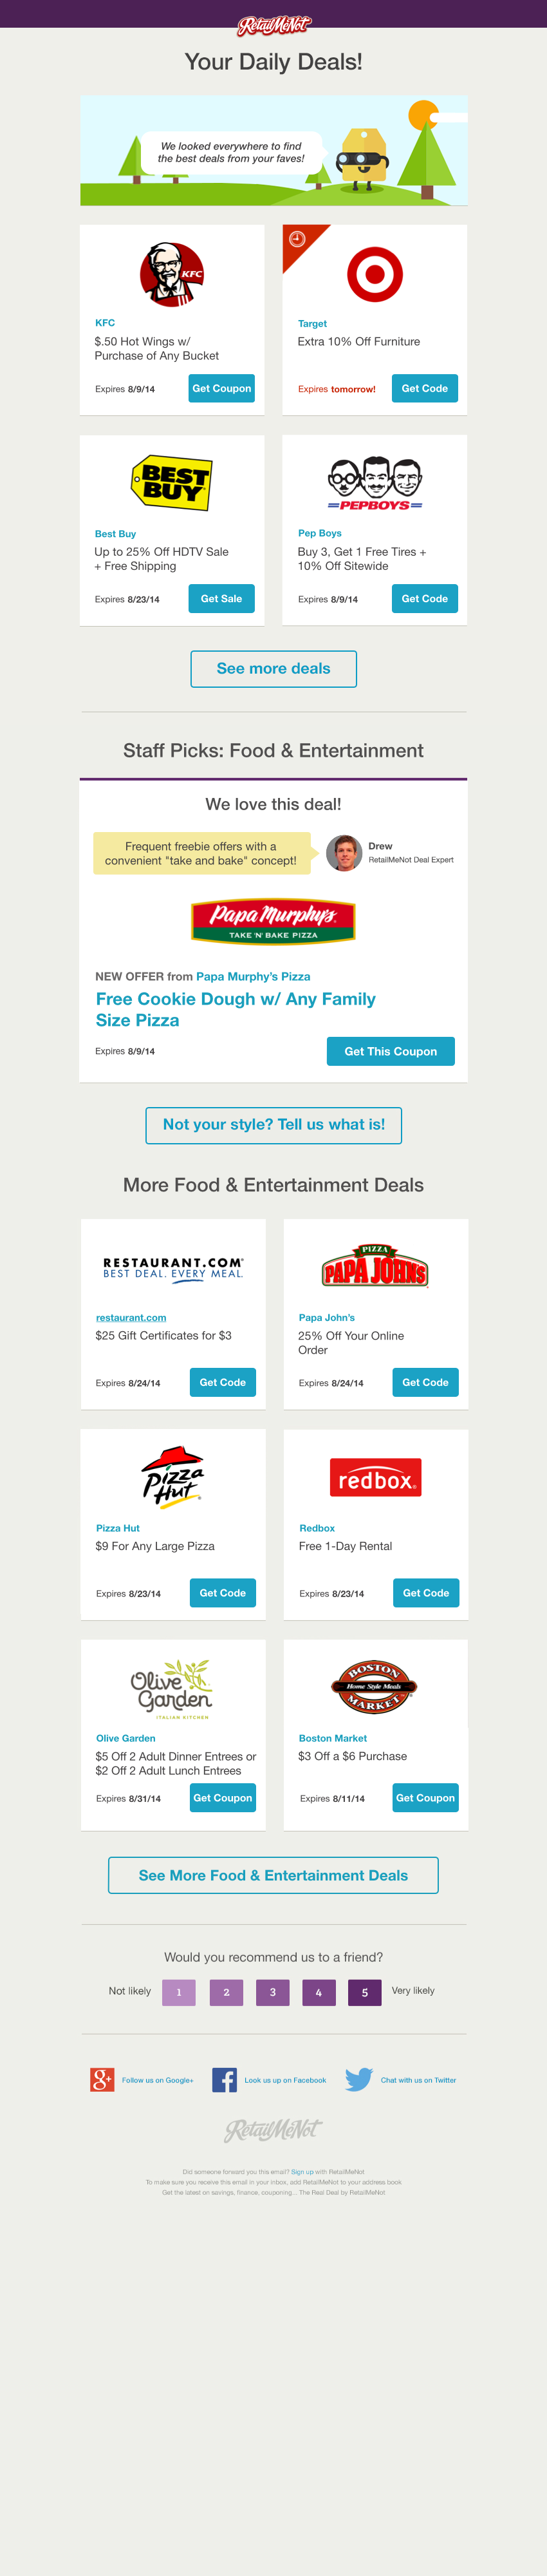 RetailMeNot
Your Daily Deals!
We looked everywhere to find
the best deals from your faves!
KFC
KFC
$.50 Hot Wings w/
Purchase of Any Bucket
Expires 8/9/14
Get Coupon
Target
Extra 10% Off Furniture
Expires tomorrow!
Get Code
BEST
BUY
Best Buy
Up to 25% Off HDTV Sale
+ Free Shipping
Expires 8/23/14
Get Sale
PEPBOYS
Pep Boys
Buy 3, Get 1 Free Tires +
10% Off Sitewide
Expires 8/9/14
Get Code
See more deals
Staff Picks: Food & Entertainment
We love this deal!
Frequent freebie offers with a
convenient "take and bake" concept!
Drew
RetailMeNot Deal Expert
Papa Murphy's
TAKE 'N' BAKE PIZZA
NEW OFFER from Papa Murphy's Pizza
Free Cookie Dough w/ Any Family
Size Pizza
Expires 8/9/14
Get This Coupon
Not your style? Tell us what is!
More Food & Entertainment Deals
RESTAURANT.COM
BEST DEAL. EVERY MEAL.
restaurant.com
$25 Gift Certificates for $3
Expires 8/24/14
Get Code
PIZZA
PAPA JOHN'S
Papa John's
25% Off Your Online
Order
Expires 8/24/14
Get Code
Pizza
Hut
Pizza Hut
$9 For Any Large Pizza
Expires 8/23/14
Get Code
redbox.
Redbox
Free 1-Day Rental
Expires 8/23/14
Get Code
Olive
Garden
ITALIAN KITCHEN
Olive Garden
$5 Off 2 Adult Dinner Entrees or
$2 Off 2 Adult Lunch Entrees
Expires 8/31/14
Get Coupon
BOSTON
Home Style Meals
MARKET
Boston Market
$3 Off a $6 Purchase
Expires 8/11/14
Get Coupon
See More Food & Entertainment Deals
Would you recommend us to a friend?
Not likely 1 2 3 4 5 Very likely
g+ Follow us on Google+
f Look us up on Facebook
Chat with us on Twitter
RetailMeNot
Did someone forward you this email? Sign up with RetailMeNot
To make sure you receive this email in your inbox, add RetailMeNot to your address book
Get the latest on savings, finance, couponing... The Real Deal by RetailMeNot